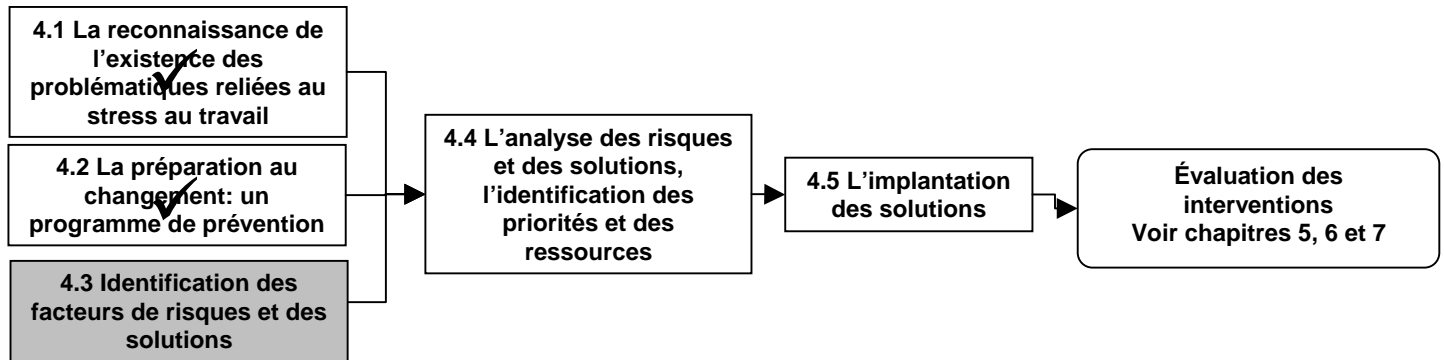 4.1 La reconnaissance de
l’existence des
problématiques reliées au
stress au travail
4.2 La préparation au
changement: un
programme de prévention
4.3 Identification des
facteurs de risques et des
solutions
4.4 L’analyse des risques
et des solutions,
l’identification des
priorités et des
ressources
4.5 L’implantation
des solutions
Évaluation des
interventions
Voir chapitres 5, 6 et 7